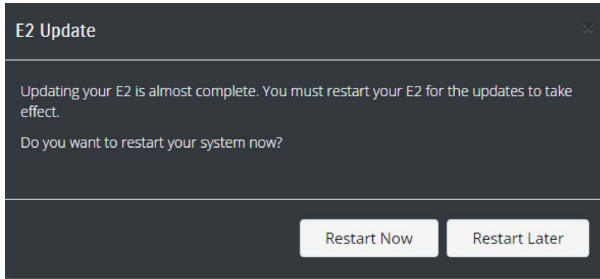 E2 Update
Updating your E2 is almost complete. You must restart your E2 for the updates to take
effect.
Do you want to restart your system now?
Restart Now
Restart Later